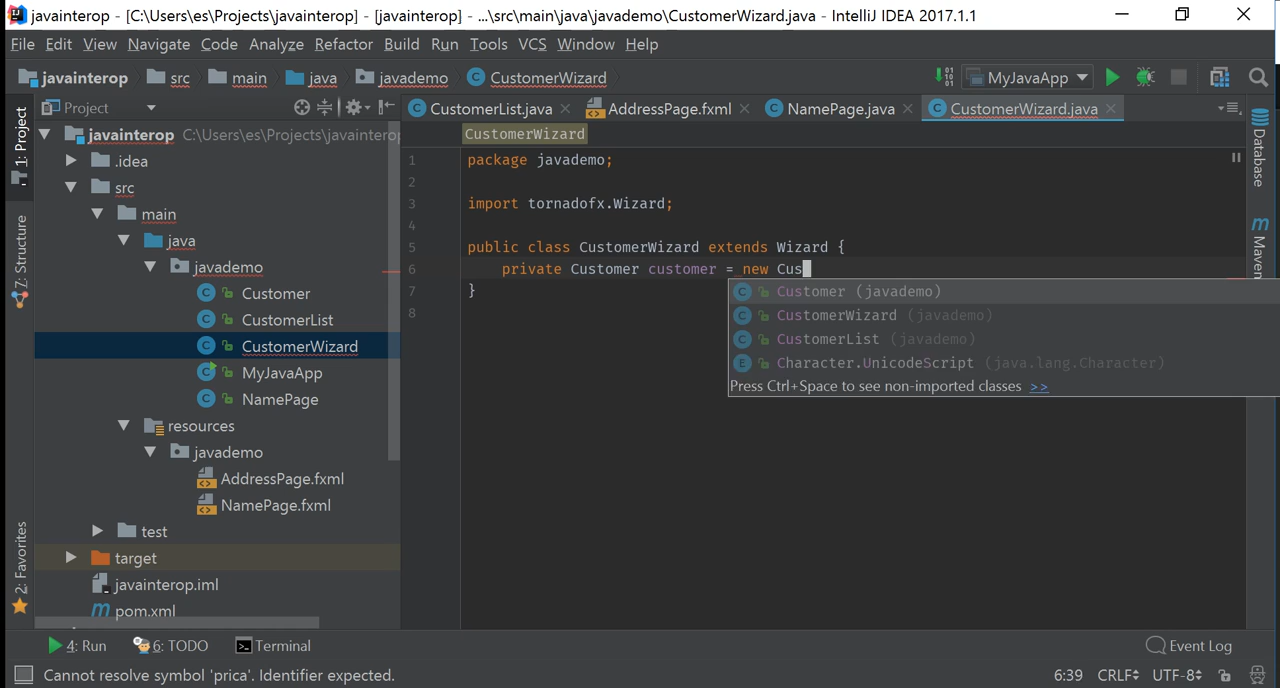 javainterop - [C:\Users\es\Projects\javainterop] - [javainterop] - ...\src\main\java\javademo\CustomerWizard.java - IntelliJ IDEA 2017.1.1
File Edit View Navigate Code Analyze Refactor Build Run Tools VCS Window Help
javainterop src main java javademo CustomerWizard MyJavaApp
Project CustomerList.java AddressPage.fxml NamePage.java CustomerWizard.java
1: Project
Z: Structure
2: Favorites
javainterop C:\Users\es\Projects\javainterop
.idea
src
main
java
javademo
Customer
CustomerList
CustomerWizard
MyJavaApp
NamePage
resources
javademo
AddressPage.fxml
NamePage.fxml
test
target
javainterop.iml
pom.xml
CustomerWizard
1 package javademo;
2
3 import tornadofx.Wizard;
4
5 public class CustomerWizard extends Wizard {
6 private Customer customer = new Cus
7 }
8
Customer (javademo)
CustomerWizard (javademo)
CustomerList (javademo)
Character.UnicodeScript (java.lang.Character)
Press Ctrl+Space to see non-imported classes >>
Database
Maven
4: Run 6: TODO Terminal Event Log
Cannot resolve symbol 'prica'. Identifier expected. 6:39 CRLF UTF-8